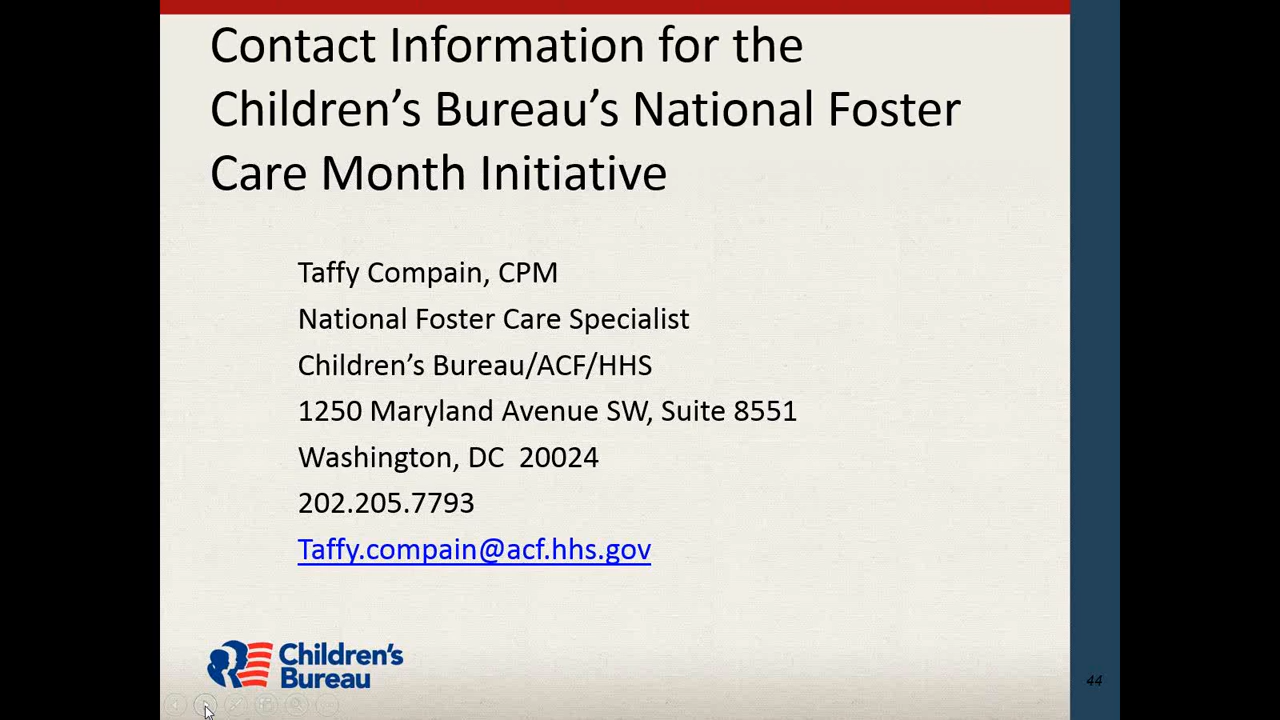 Contact Information for the
Children’s Bureau’s National Foster
Care Month Initiative
Taffy Compain, CPM
National Foster Care Specialist
Children’s Bureau/ACF/HHS
1250 Maryland Avenue SW, Suite 8551
Washington, DC  20024
202.205.7793
Taffy.compain@acf.hhs.gov
Children's
Bureau
44